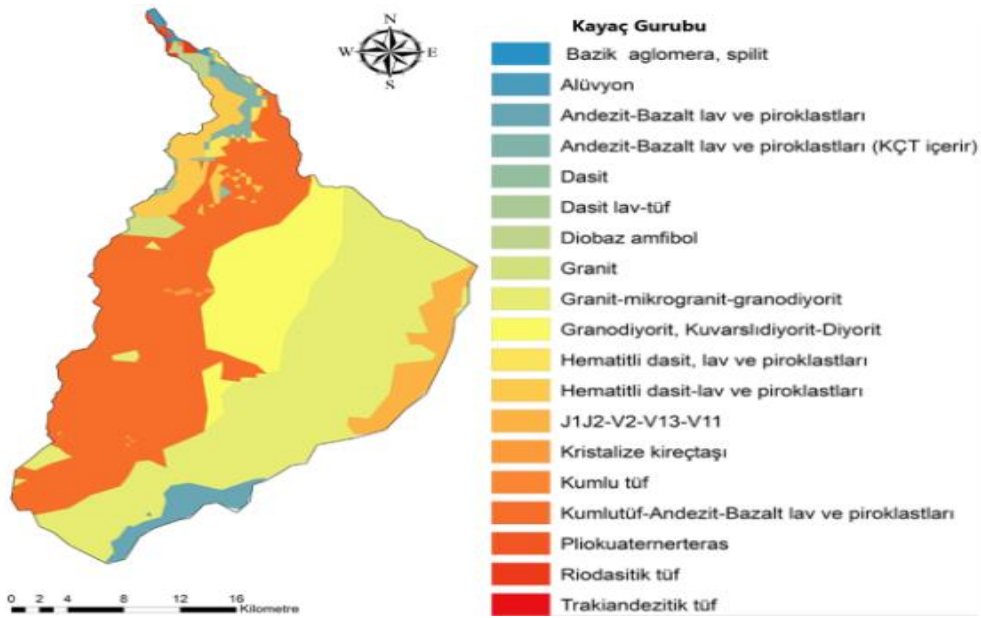 Kayaç Gurubu
N
W E
S
Bazik aglomera, spilit
Alüvyon
Andezit-Bazalt lav ve piroklastları
Andezit-Bazalt lav ve piroklastları (KÇT içerir)
Dasit
Dasit lav-tüf
Diobaz amfibol
Granit
Granit-mikrogranit-granodiyorit
Granodiyorit, Kuvarslıdiyorit-Diyorit
Hematitli dasit, lav ve piroklastları
Hematitli dasit-lav ve piroklastları
J1J2-V2-V13-V11
Kristalize kireçtaşı
Kumlu tüf
Kumlutüf-Andezit-Bazalt lav ve piroklastları
Pliokuaternerteras
Riodasitik tüf
Trakiandezitik tüf
0 2 4 8 12 16
Kilometre